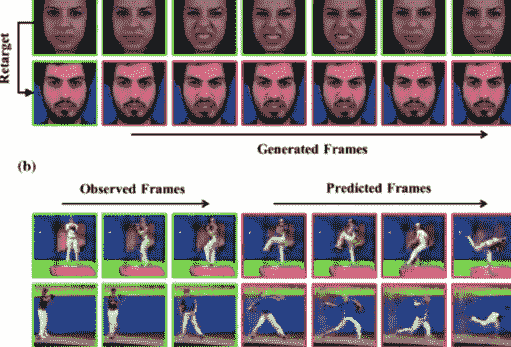 Retarget
Generated Frames
(b)
Observed Frames
Predicted Frames